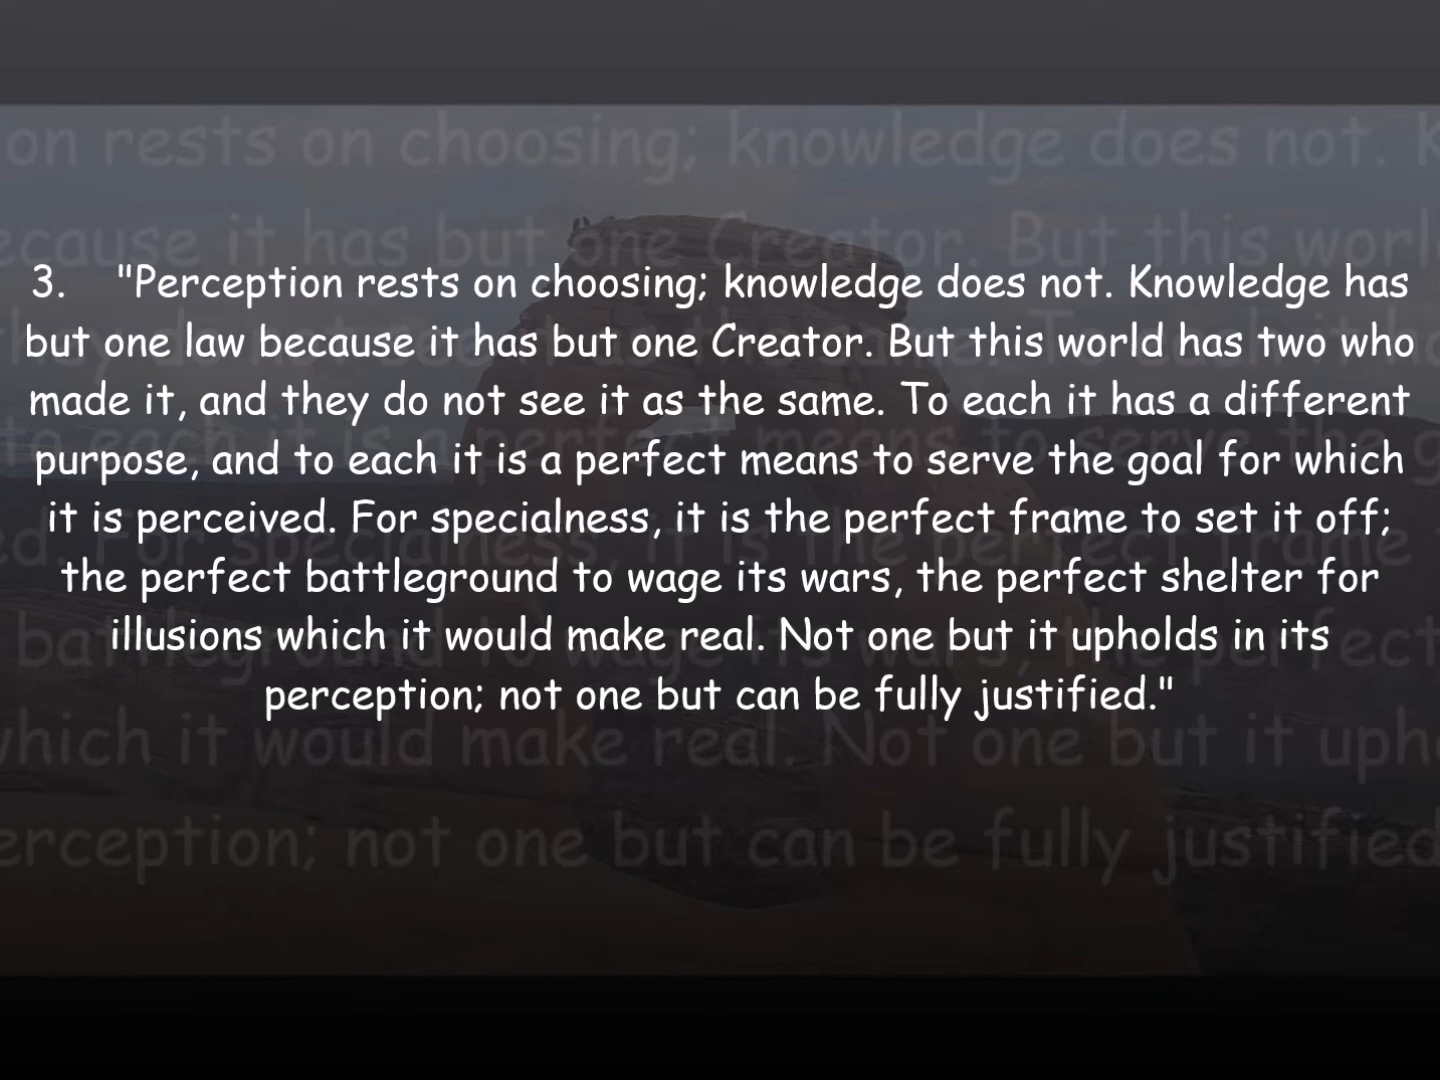 3. "Perception rests on choosing; knowledge does not. Knowledge has
but one law because it has but one Creator. But this world has two who
made it, and they do not see it as the same. To each it has a different
purpose, and to each it is a perfect means to serve the goal for which
it is perceived. For specialness, it is the perfect frame to set it off;
the perfect battleground to wage its wars, the perfect shelter for
illusions which it would make real. Not one but it upholds in its
perception; not one but can be fully justified."